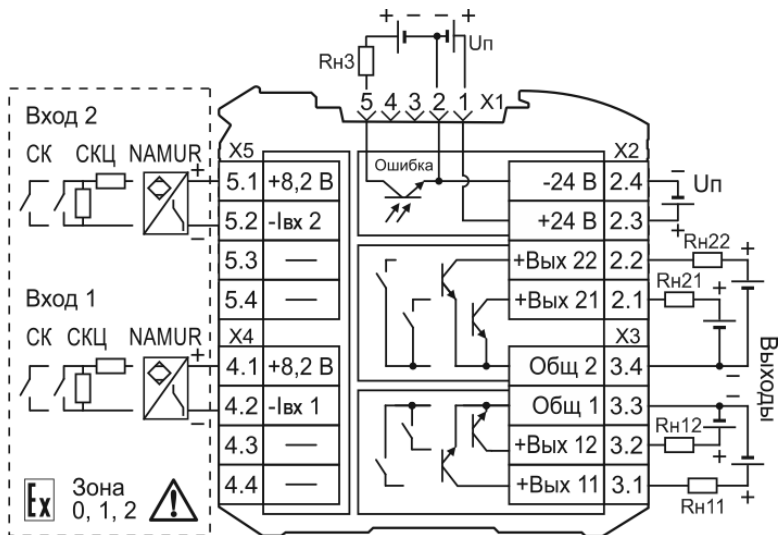 + − − +
Uп
Rн3
5 4 3 2 1 X1
Вход 2
СК СКЦ NAMUR
+
−
X5
5.1 +8,2 В
5.2 -Iвх 2
5.3 —
5.4 —
Вход 1
СК СКЦ NAMUR
+
−
X4
4.1 +8,2 В
4.2 -Iвх 1
4.3 —
4.4 —
Ex Зона
0, 1, 2
Ошибка
X2
-24 В 2.4
+24 В 2.3
+Вых 22 2.2
+Вых 21 2.1
X3
Общ 2 3.4
Общ 1 3.3
+Вых 12 3.2
+Вых 11 3.1
−
Uп
+
Rн22
+
Rн21
+
−
−
Rн12
+
Rн11
+
Выходы